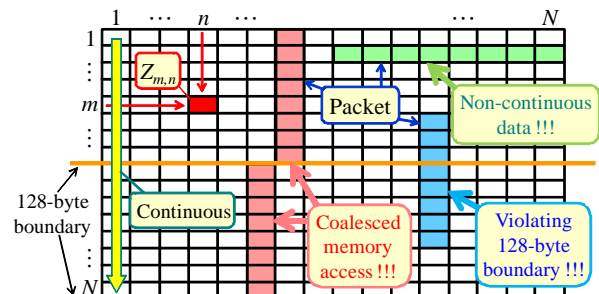 1 ⋯ n ⋯ ⋯ N
1
⋮
Z_{m,n}
m
⋮
Packet
Non-continuous
data !!!
128-byte
boundary
Continuous
Coalesced
memory
access !!!
Violating
128-byte
boundary !!!
⋮
N